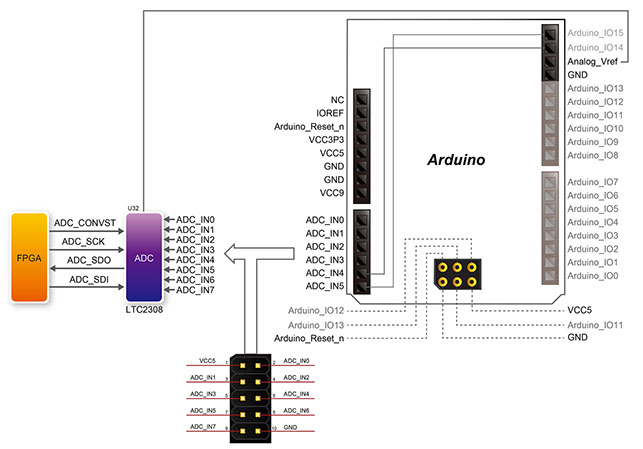 Arduino_IO15
Arduino_IO14
Analog_Vref
GND
Arduino_IO13
Arduino_IO12
Arduino_IO11
Arduino_IO10
Arduino_IO9
Arduino_IO8
NC
IOREF
Arduino_Reset_n
VCC3P3
VCC5
GND
GND
VCC9
Arduino
Arduino_IO7
Arduino_IO6
Arduino_IO5
Arduino_IO4
Arduino_IO3
Arduino_IO2
Arduino_IO1
Arduino_IO0
ADC_IN0
ADC_IN1
ADC_IN2
ADC_IN3
ADC_IN4
ADC_IN5
U32
FPGA
ADC_CONVST
ADC_SCK
ADC_SDO
ADC_SDI
ADC
LTC2308
ADC_IN0
ADC_IN1
ADC_IN2
ADC_IN3
ADC_IN4
ADC_IN5
ADC_IN6
ADC_IN7
Arduino_IO12
Arduino_IO13
Arduino_Reset_n
VCC5
Arduino_IO11
GND
VCC5 1 2 ADC_IN0
ADC_IN1 3 4 ADC_IN2
ADC_IN3 5 6 ADC_IN4
ADC_IN5 7 8 ADC_IN6
ADC_IN7 9 10 GND